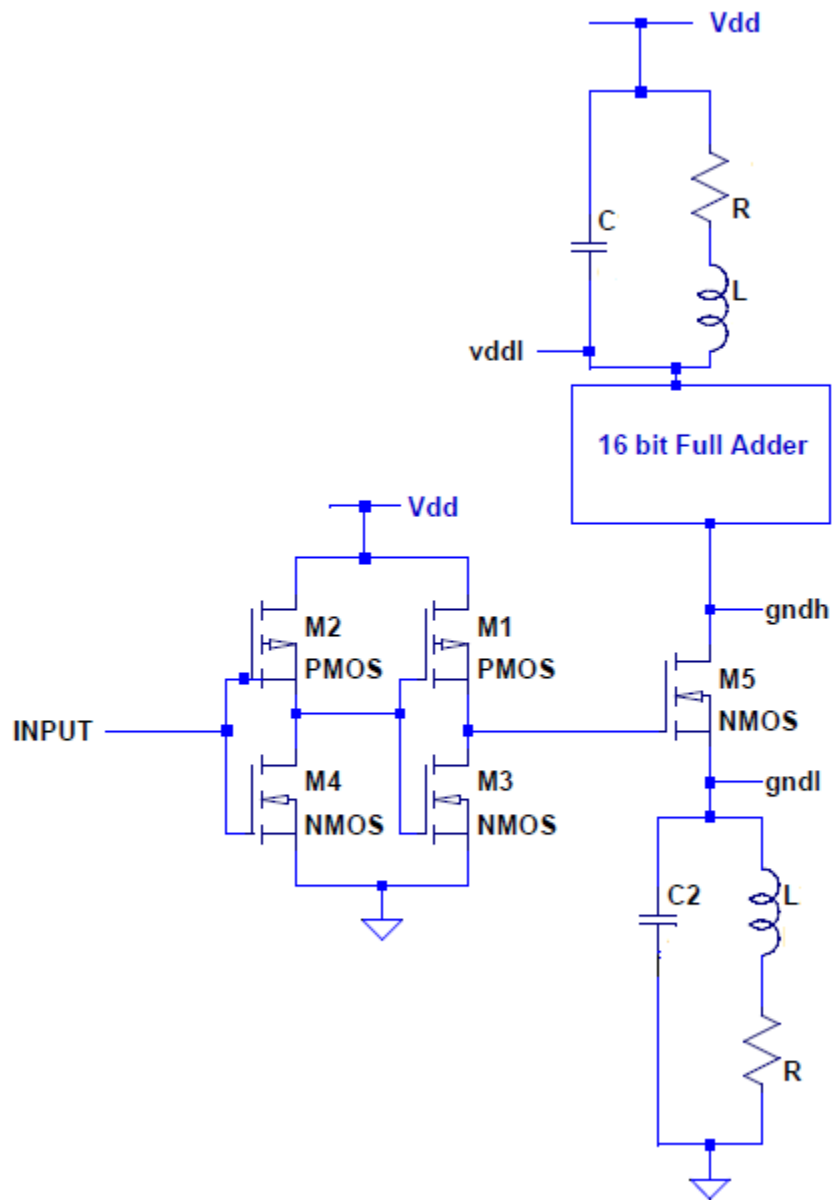 Vdd
C
R
L
vddl
16 bit Full Adder
Vdd
gndh
M2
PMOS
M1
PMOS
M5
NMOS
INPUT
M4
NMOS
M3
NMOS
gndl
C2
L
R